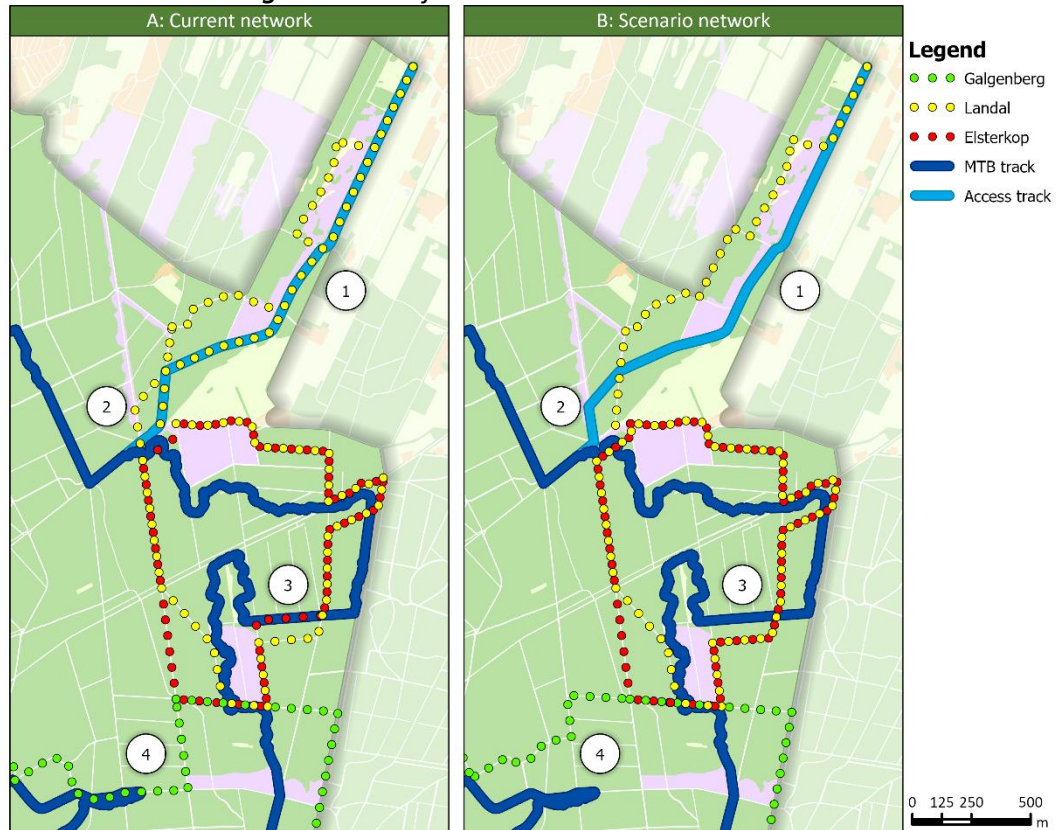 A: Current network
B: Scenario network
Legend
Galgenberg
Landal
Elsterkop
MTB track
Access track
1
2
3
4
1
2
3
4
0 125 250 500
m